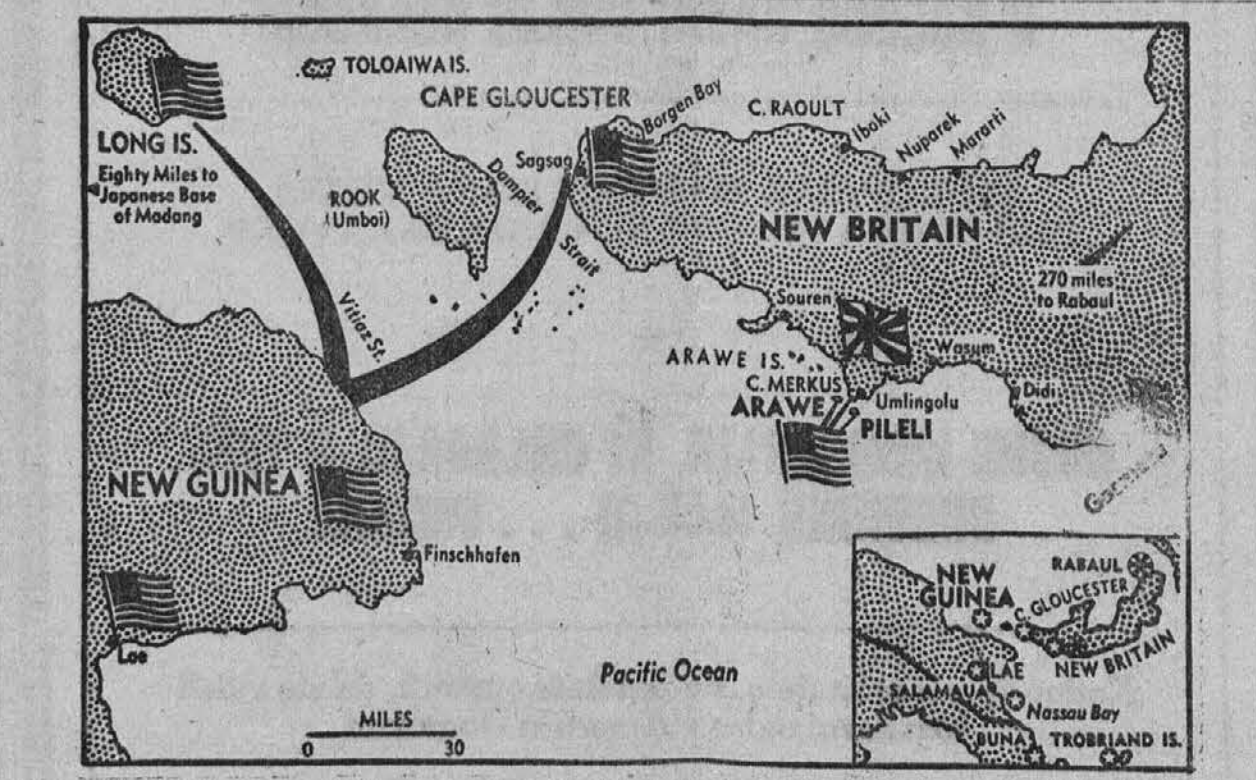 TOLOAIWA IS.
CAPE GLOUCESTER
Borgen Bay
C. RAOULT
Iboki
Nuparek
Mararti
LONG IS.
Eighty Miles to
Japanese Base
of Madang
ROOK
(Umboi)
Sagsag
Dampier
Strait
NEW BRITAIN
270 miles
to Rabaul
Vitiaz St.
Souren
ARAWE IS.
Wasum
C. MERKUS
ARAWE
Umlingolu
Didi
PILELI
NEW GUINEA
Finschhafen
Lae
Pacific Ocean
MILES
0 30
RABAUL
NEW
GUINEA
C. GLOUCESTER
NEW BRITAIN
LAE
SALAMAUA
Nassau Bay
BUNA
TROBRIAND IS.